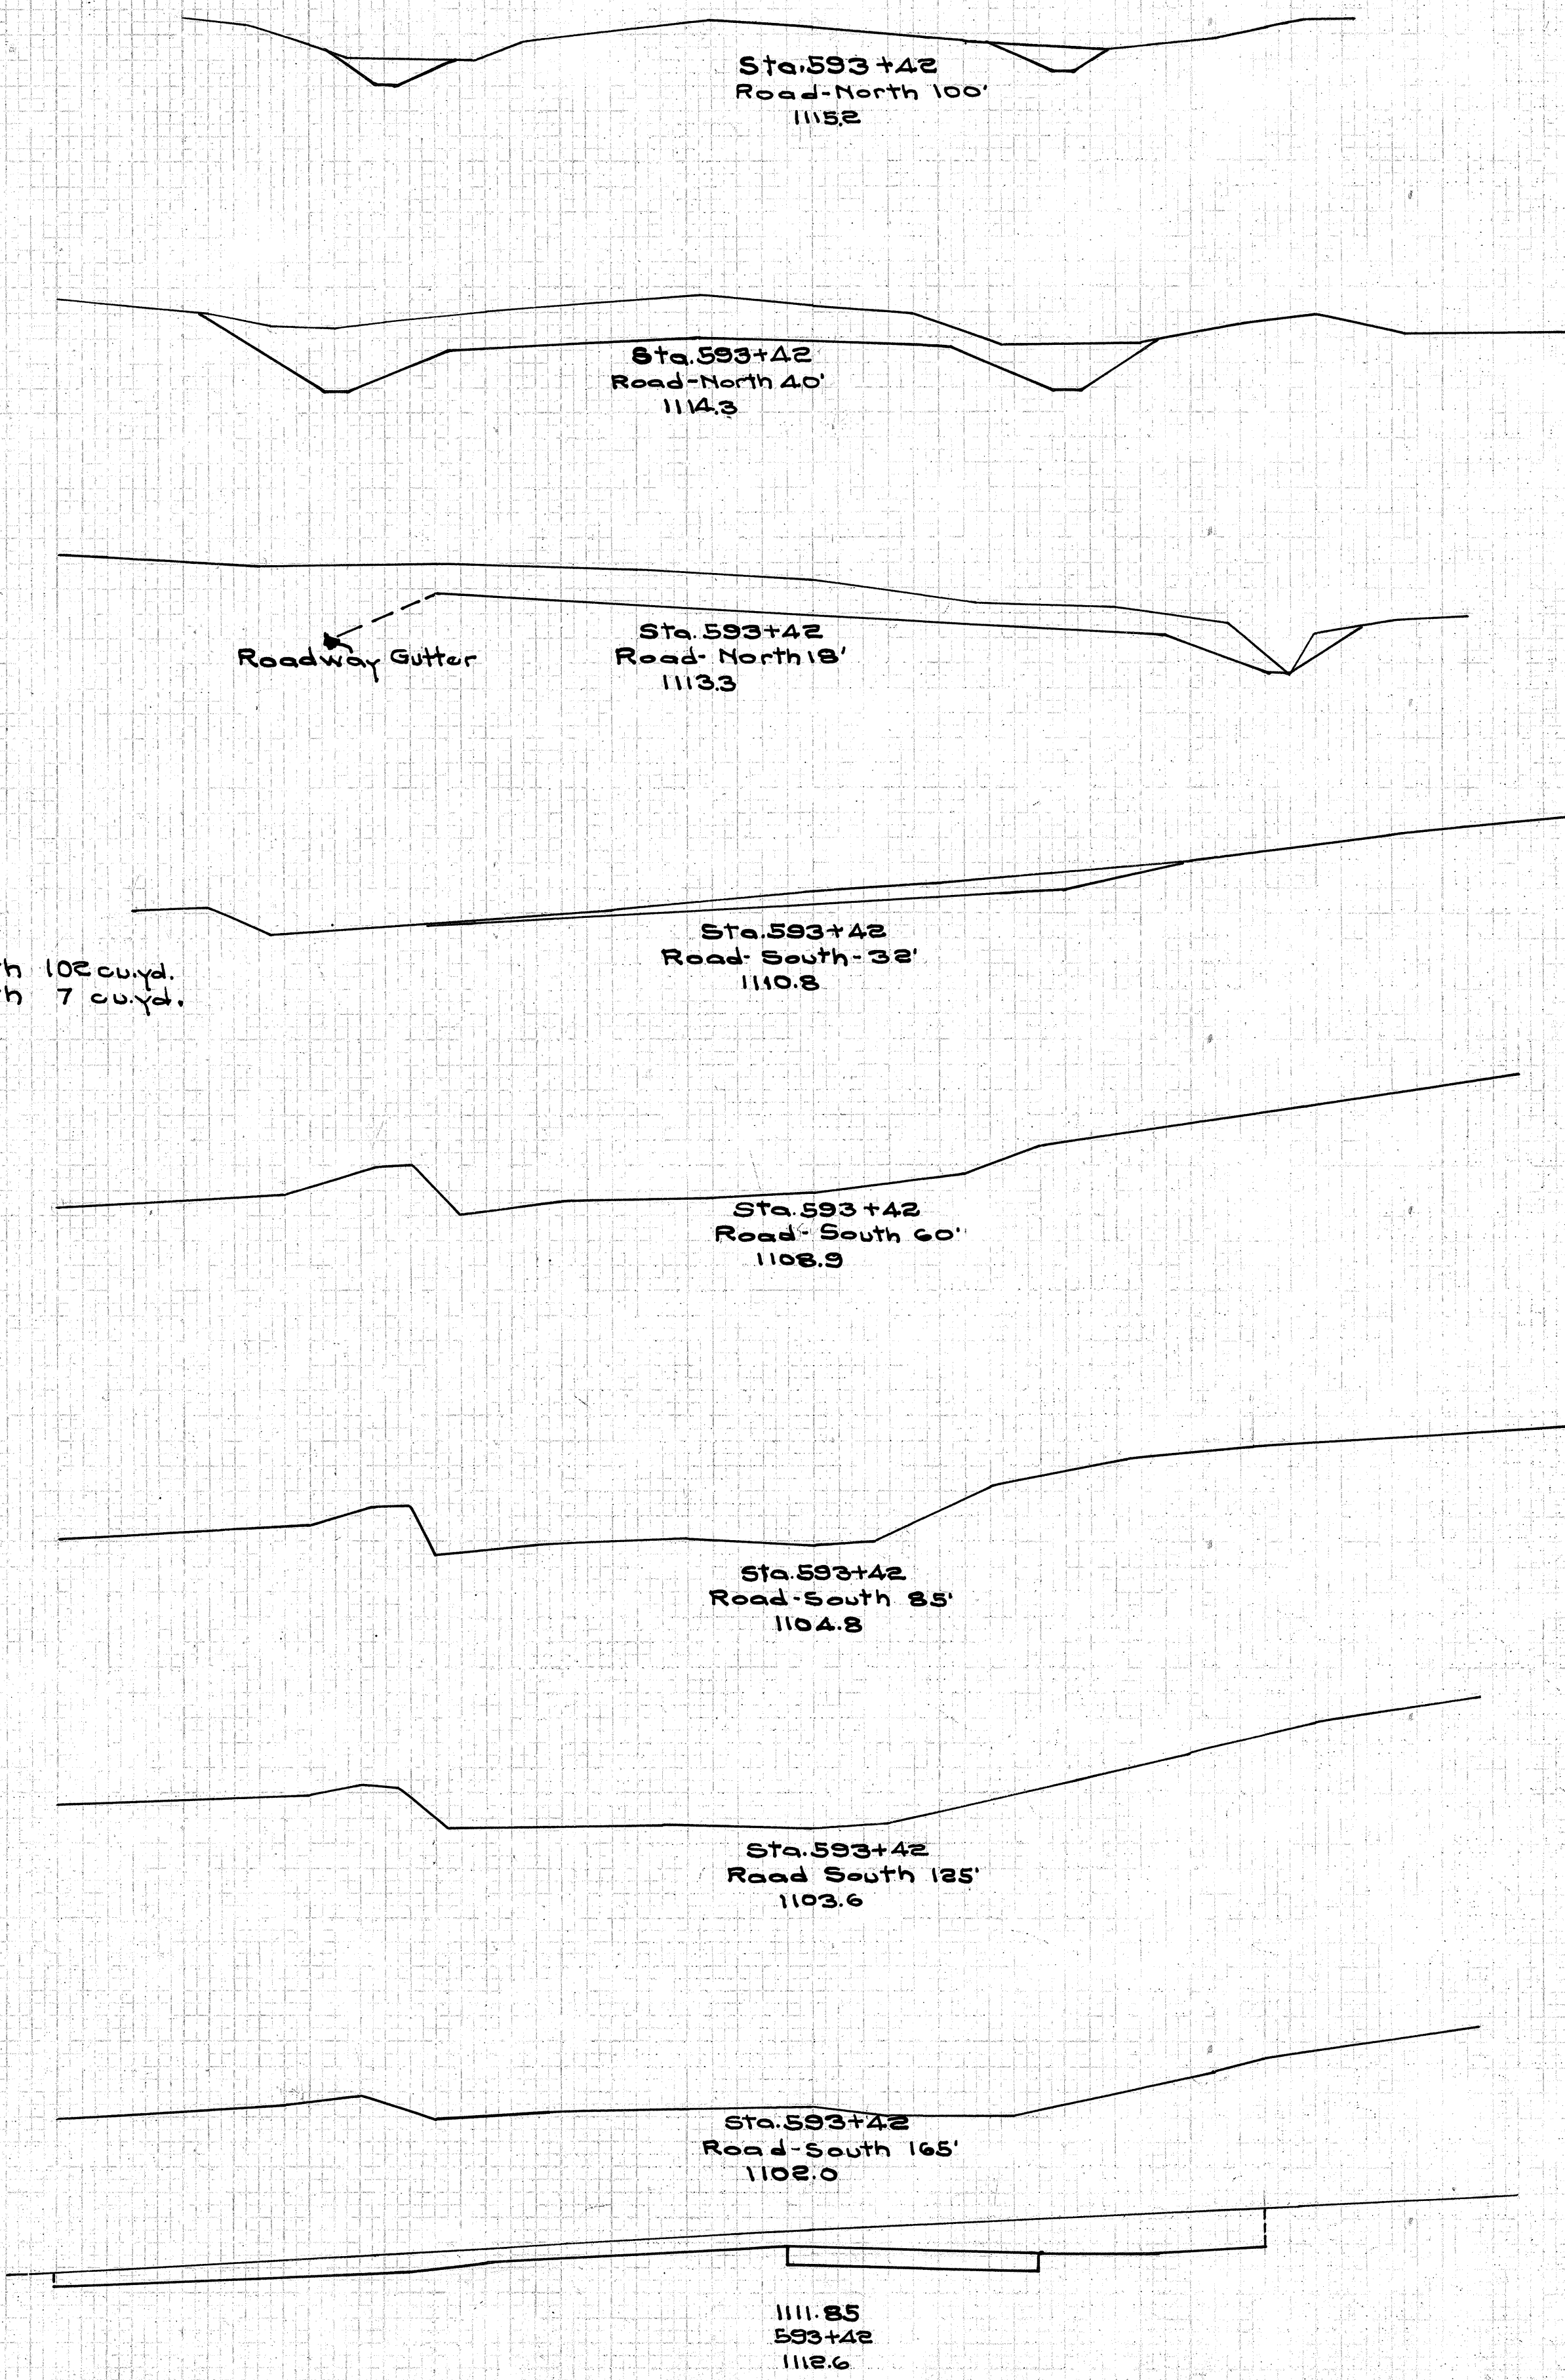 Sta.593+42
Road-North 100'
1115.2
Sta.593+42
Road-North 40'
1114.3
Roadway Gutter
Sta.593+42
Road-North 18'
1113.3
Sta.593+42
Road-South-32'
1110.8
h 102 cu.yd.
h 7 cu.yd.
Sta.593+42
Road-South 60'
1108.9
Sta.593+42
Road-South 85'
1104.8
Sta.593+42
Road South 125'
1103.6
Sta.593+42
Road-South 165'
1102.0
1111.85
593+42
1112.6